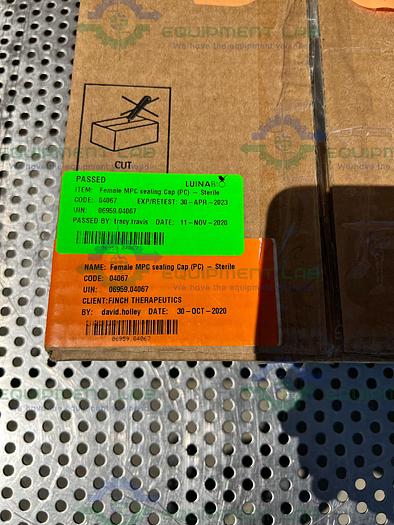 EQUIPMENT LAB
We have the equipment you need
CUT
PASSED
LUINABIO
ITEM: Female MPC sealing Cap (PC) - Sterile
CODE: 04067 EXP/RETEST: 30-APR-2023
UIN: 06959.04067
PASSED BY: tracy.travis DATE: 11-NOV-2020
06959.04067
NAME: Female MPC sealing Cap (PC) - Sterile
CODE: 04067
UIN: 06959.04067
CLIENT:FINCH THERAPEUTICS
BY: david.holley DATE: 30-OCT-2020
06959.04067